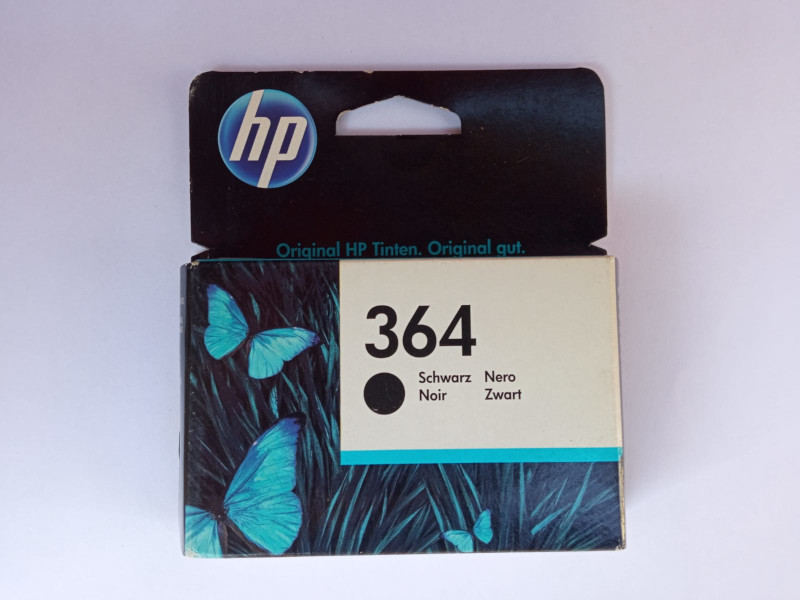 hp
Original HP Tinten. Original gut.
364
Schwarz Nero
Noir Zwart